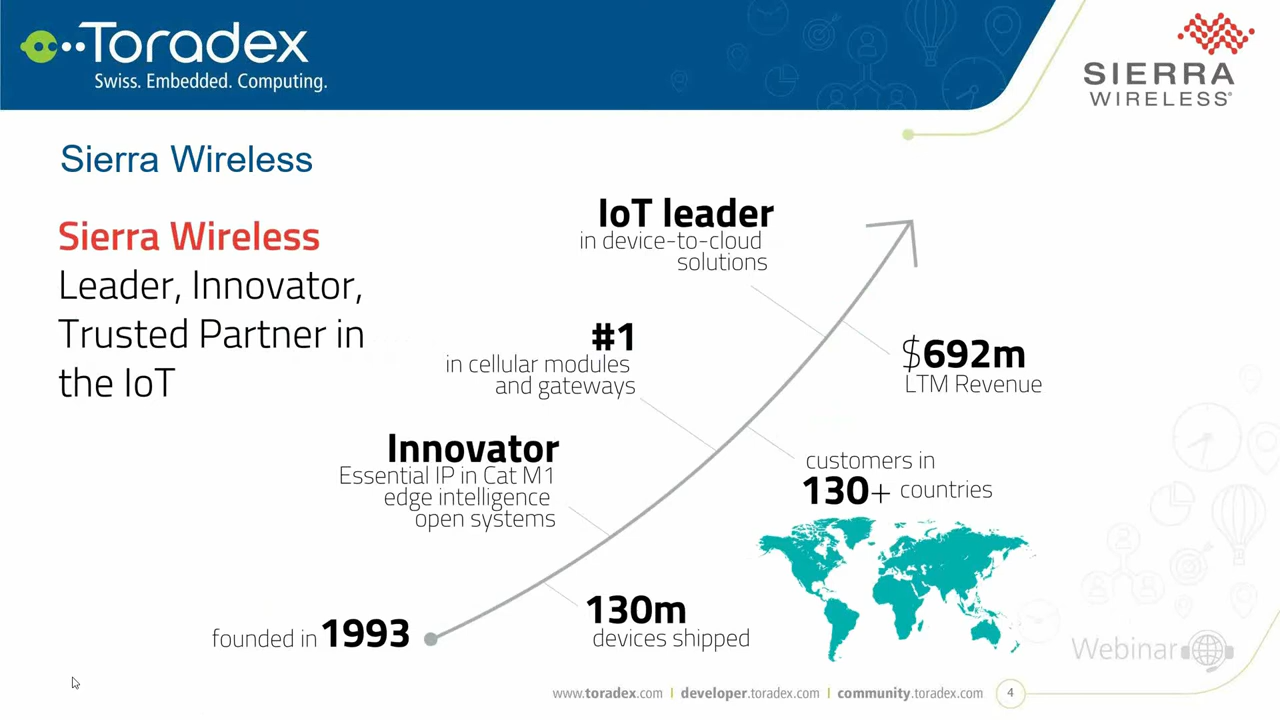 Toradex
Swiss. Embedded. Computing.
SIERRA
WIRELESS®
Sierra Wireless
Sierra Wireless
Leader, Innovator,
Trusted Partner in
the IoT
IoT leader
in device-to-cloud
solutions
#1
in cellular modules
and gateways
$692m
LTM Revenue
Innovator
Essential IP in Cat M1
edge intelligence
open systems
customers in
130+ countries
130m
devices shipped
founded in 1993
Webinar
www.toradex.com | developer.toradex.com | community.toradex.com
4